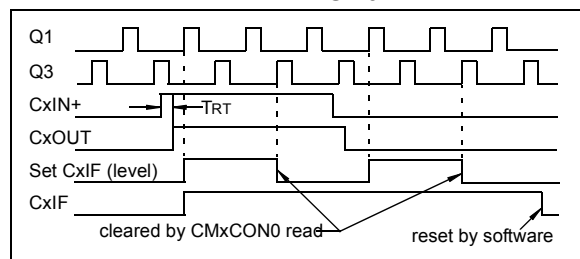 Q1
Q3
CxIN+
TRT
CxOUT
Set CxIF (level)
CxIF
cleared by CMxCON0 read
reset by software